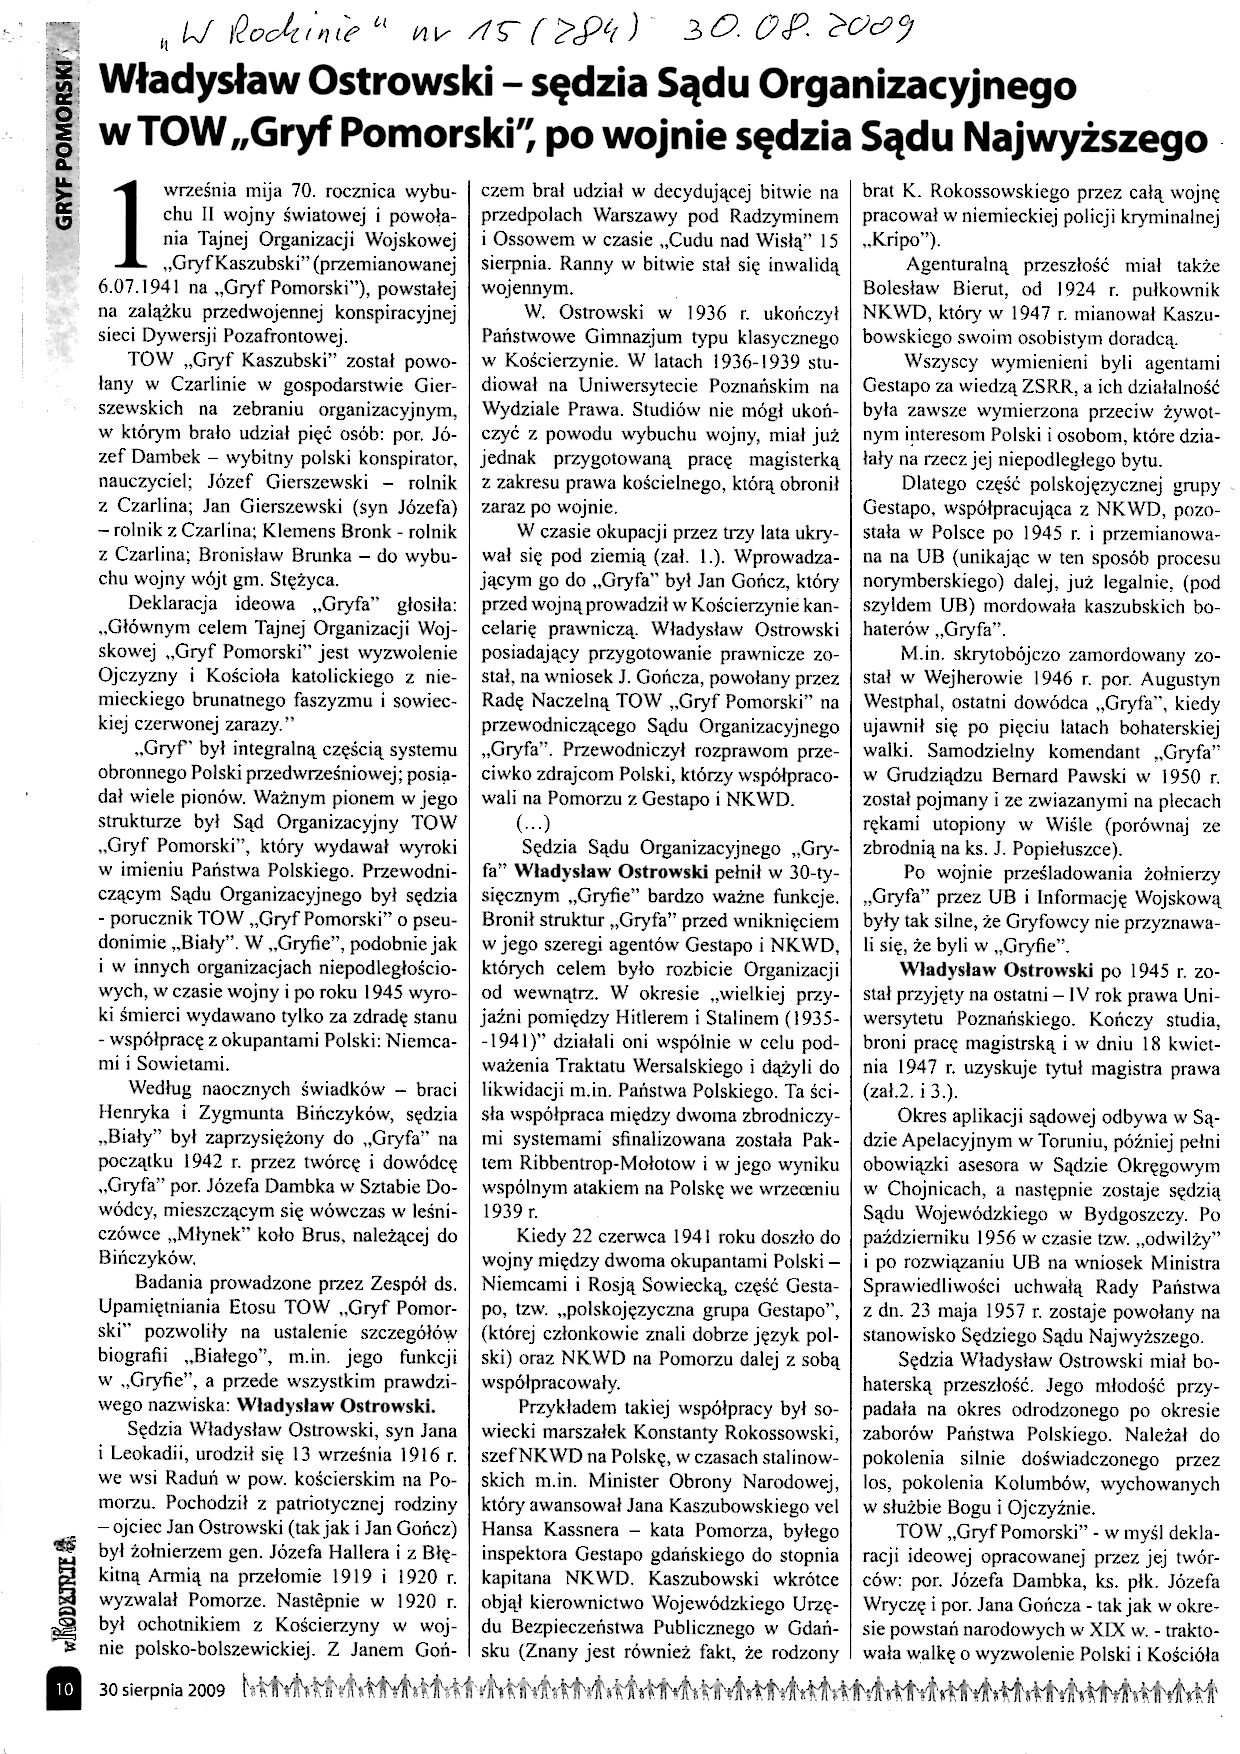 „W Rodzinie" nr 15 (284) 30.08.2009
GRYF POMORSKI
Władysław Ostrowski – sędzia Sądu Organizacyjnego
w TOW „Gryf Pomorski”, po wojnie sędzia Sądu Najwyższego
1 września mija 70. rocznica wybu-
chu II wojny światowej i powoła-
nia Tajnej Organizacji Wojskowej
„Gryf Kaszubski” (przemianowanej
6.07.1941 na „Gryf Pomorski”), powstałej
na zalążku przedwojennej konspiracyjnej
sieci Dywersji Pozafrontowej.
TOW „Gryf Kaszubski” został powo-
łany w Czarlinie w gospodarstwie Gier-
szewskich na zebraniu organizacyjnym,
w którym brało udział pięć osób: por. Jó-
zef Dambek – wybitny polski konspirator,
nauczyciel; Józef Gierszewski – rolnik
z Czarlina; Jan Gierszewski (syn Józefa)
– rolnik z Czarlina; Klemens Bronk - rolnik
z Czarlina; Bronisław Brunka – do wybu-
chu wojny wójt gm. Stężyca.
Deklaracja ideowa „Gryfa” głosiła:
„Głównym celem Tajnej Organizacji Woj-
skowej „Gryf Pomorski” jest wyzwolenie
Ojczyzny i Kościoła katolickiego z nie-
mieckiego brunatnego faszyzmu i sowiec-
kiej czerwonej zarazy.”
„Gryf” był integralną częścią systemu
obronnego Polski przedwrześniowej; posia-
dał wiele pionów. Ważnym pionem w jego
strukturze był Sąd Organizacyjny TOW
„Gryf Pomorski”, który wydawał wyroki
w imieniu Państwa Polskiego. Przewodni-
czącym Sądu Organizacyjnego był sędzia
- porucznik TOW „Gryf Pomorski” o pseu-
donimie „Biały”. W „Gryfie”, podobnie jak
i w innych organizacjach niepodległościo-
wych, w czasie wojny i po roku 1945 wyro-
ki śmierci wydawano tylko za zdradę stanu
- współpracę z okupantami Polski: Niemca-
mi i Sowietami.
Według naocznych świadków – braci
Henryka i Zygmunta Bińczyków, sędzia
„Biały” był zaprzysiężony do „Gryfa” na
początku 1942 r. przez twórcę i dowódcę
„Gryfa” por. Józefa Dambka w Sztabie Do-
wódcy, mieszczącym się wówczas w leśni-
czówce „Młynek” koło Brus, należącej do
Bińczyków.
Badania prowadzone przez Zespół ds.
Upamiętniania Etosu TOW „Gryf Pomor-
ski” pozwoliły na ustalenie szczegółów
biografii „Białego”, m.in. jego funkcji
w „Gryfie”, a przede wszystkim prawdzi-
wego nazwiska: Władysław Ostrowski.
Sędzia Władysław Ostrowski, syn Jana
i Leokadii, urodził się 13 września 1916 r.
we wsi Raduń w pow. kościerskim na Po-
morzu. Pochodził z patriotycznej rodziny
– ojciec Jan Ostrowski (tak jak i Jan Gończ)
był żołnierzem gen. Józefa Hallera i z Błę-
kitną Armią na przełomie 1919 i 1920 r.
wyzwalał Pomorze. Nastêpnie w 1920 r.
był ochotnikiem z Kościerzyny w woj-
nie polsko-bolszewickiej. Z Janem Goń-
czem brał udział w decydującej bitwie na
przedpolach Warszawy pod Radzyminem
i Ossowem w czasie „Cudu nad Wisłą” 15
sierpnia. Ranny w bitwie stał się inwalidą
wojennym.
W. Ostrowski w 1936 r. ukończył
Państwowe Gimnazjum typu klasycznego
w Kościerzynie. W latach 1936-1939 stu-
diował na Uniwersytecie Poznańskim na
Wydziale Prawa. Studiów nie mógł ukoń-
czyć z powodu wybuchu wojny, miał już
jednak przygotowaną pracę magisterką
z zakresu prawa kościelnego, którą obronił
zaraz po wojnie.
W czasie okupacji przez trzy lata ukry-
wał się pod ziemią (zał. 1.). Wprowadza-
jącym go do „Gryfa” był Jan Gończ, który
przed wojną prowadził w Kościerzynie kan-
celarię prawniczą. Władysław Ostrowski
posiadający przygotowanie prawnicze zo-
stał, na wniosek J. Gończa, powołany przez
Radę Naczelną TOW „Gryf Pomorski” na
przewodniczącego Sądu Organizacyjnego
„Gryfa”. Przewodniczył rozprawom prze-
ciwko zdrajcom Polski, którzy współpraco-
wali na Pomorzu z Gestapo i NKWD.
(...)
Sędzia Sądu Organizacyjnego „Gry-
fa” Władysław Ostrowski pełnił w 30-ty-
sięcznym „Gryfie” bardzo ważne funkcje.
Bronił struktur „Gryfa” przed wniknięciem
w jego szeregi agentów Gestapo i NKWD,
których celem było rozbicie Organizacji
od wewnątrz. W okresie „wielkiej przy-
jaźni pomiędzy Hitlerem i Stalinem (1935-
-1941)” działali oni wspólnie w celu pod-
ważenia Traktatu Wersalskiego i dążyli do
likwidacji m.in. Państwa Polskiego. Ta ści-
sła współpraca między dwoma zbrodniczy-
mi systemami sfinalizowana została Pak-
tem Ribbentrop-Mołotow i w jego wyniku
wspólnym atakiem na Polskę we wrzeœniu
1939 r.
Kiedy 22 czerwca 1941 roku doszło do
wojny między dwoma okupantami Polski –
Niemcami i Rosją Sowiecką, część Gesta-
po, tzw. „polskojęzyczna grupa Gestapo”,
(której członkowie znali dobrze język pol-
ski) oraz NKWD na Pomorzu dalej z sobą
współpracowały.
Przykładem takiej współpracy był so-
wiecki marszałek Konstanty Rokossowski,
szef NKWD na Polskę, w czasach stalinow-
skich m.in. Minister Obrony Narodowej,
który awansował Jana Kaszubowskiego vel
Hansa Kassnera – kata Pomorza, byłego
inspektora Gestapo gdańskiego do stopnia
kapitana NKWD. Kaszubowski wkrótce
objął kierownictwo Wojewódzkiego Urzę-
du Bezpieczeństwa Publicznego w Gdań-
sku (Znany jest również fakt, że rodzony
brat K. Rokossowskiego przez całą wojnę
pracował w niemieckiej policji kryminalnej
„Kripo”).
Agenturalną przeszłość miał także
Bolesław Bierut, od 1924 r. pułkownik
NKWD, który w 1947 r. mianował Kaszu-
bowskiego swoim osobistym doradcą.
Wszyscy wymienieni byli agentami
Gestapo za wiedzą ZSRR, a ich działalność
była zawsze wymierzona przeciw żywot-
nym interesom Polski i osobom, które dzia-
łały na rzecz jej niepodległego bytu.
Dlatego część polskojęzycznej grupy
Gestapo, współpracująca z NKWD, pozo-
stała w Polsce po 1945 r. i przemianowa-
na na UB (unikając w ten sposób procesu
norymberskiego) dalej, już legalnie, (pod
szyldem UB) mordowała kaszubskich bo-
haterów „Gryfa”.
M.in. skrytobójczo zamordowany zo-
stał w Wejherowie 1946 r. por. Augustyn
Westphal, ostatni dowódca „Gryfa”, kiedy
ujawnił się po pięciu latach bohaterskiej
walki. Samodzielny komendant „Gryfa”
w Grudziądzu Bernard Pawski w 1950 r.
został pojmany i ze zwiazanymi na plecach
rękami utopiony w Wiśle (porównaj ze
zbrodnią na ks. J. Popiełuszce).
Po wojnie prześladowania żołnierzy
„Gryfa” przez UB i Informację Wojskową
były tak silne, że Gryfowcy nie przyznawa-
li się, że byli w „Gryfie”.
Władysław Ostrowski po 1945 r. zo-
stał przyjęty na ostatni – IV rok prawa Uni-
wersytetu Poznańskiego. Kończy studia,
broni pracę magistrską i w dniu 18 kwiet-
nia 1947 r. uzyskuje tytuł magistra prawa
(zał.2. i 3.).
Okres aplikacji sądowej odbywa w Są-
dzie Apelacyjnym w Toruniu, później pełni
obowiązki asesora w Sądzie Okręgowym
w Chojnicach, a następnie zostaje sędzią
Sądu Wojewódzkiego w Bydgoszczy. Po
październiku 1956 w czasie tzw. „odwilży”
i po rozwiązaniu UB na wniosek Ministra
Sprawiedliwości uchwałą Rady Państwa
z dn. 23 maja 1957 r. zostaje powołany na
stanowisko Sędziego Sądu Najwyższego.
Sędzia Władysław Ostrowski miał bo-
haterską przeszłość. Jego młodość przy-
padała na okres odrodzonego po okresie
zaborów Państwa Polskiego. Należał do
pokolenia silnie doświadczonego przez
los, pokolenia Kolumbów, wychowanych
w służbie Bogu i Ojczyźnie.
TOW „Gryf Pomorski” - w myśl dekla-
racji ideowej opracowanej przez jej twór-
ców: por. Józefa Dambka, ks. płk. Józefa
Wryczę i por. Jana Gończa - tak jak w okre-
sie powstań narodowych w XIX w. - trakto-
wała walkę o wyzwolenie Polski i Kościoła
w RODZINIE
10 30 sierpnia 2009